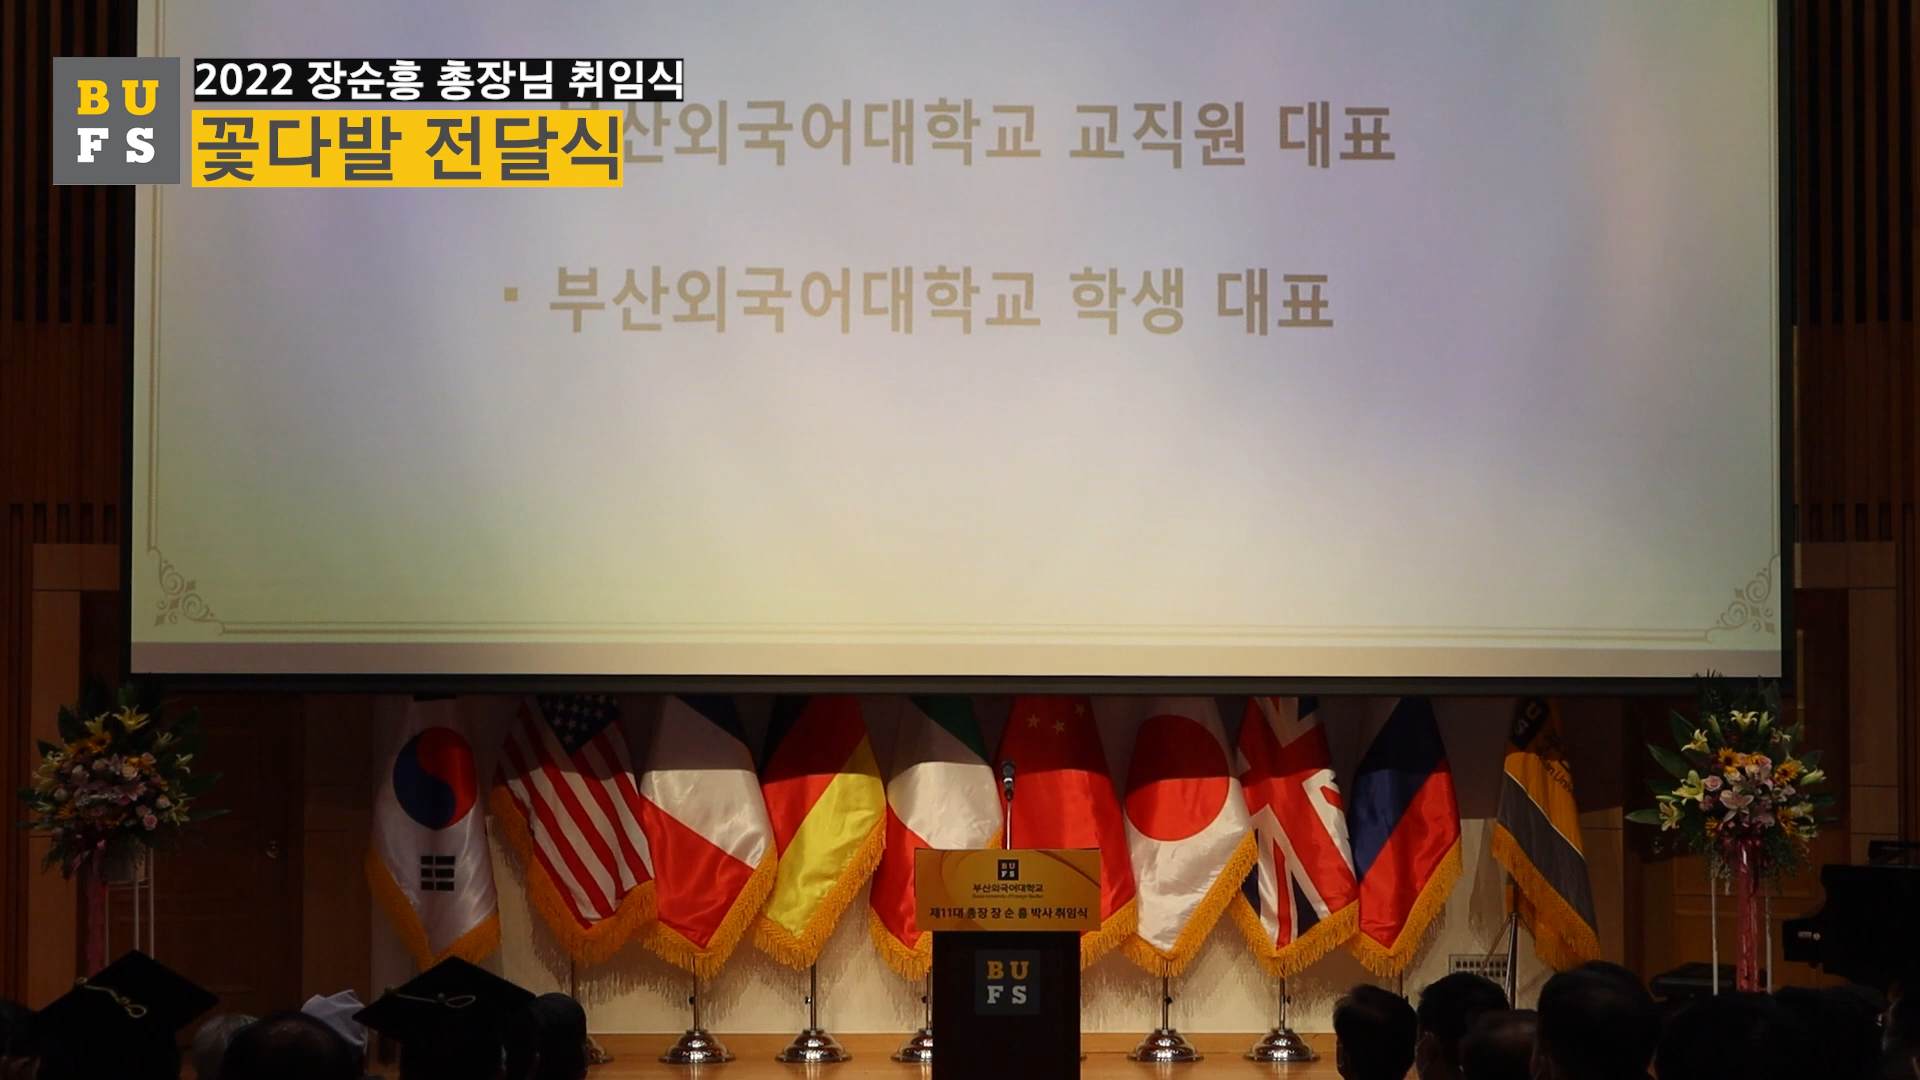 BU
FS
2022 장순흥 총장님 취임식
꽃다발 전달식
산외국어대학교 교직원 대표
▪ 부산외국어대학교 학생 대표
BU
FS
부산외국어대학교
제11대 총장 장 순 흥 박사 취임식
BU
FS